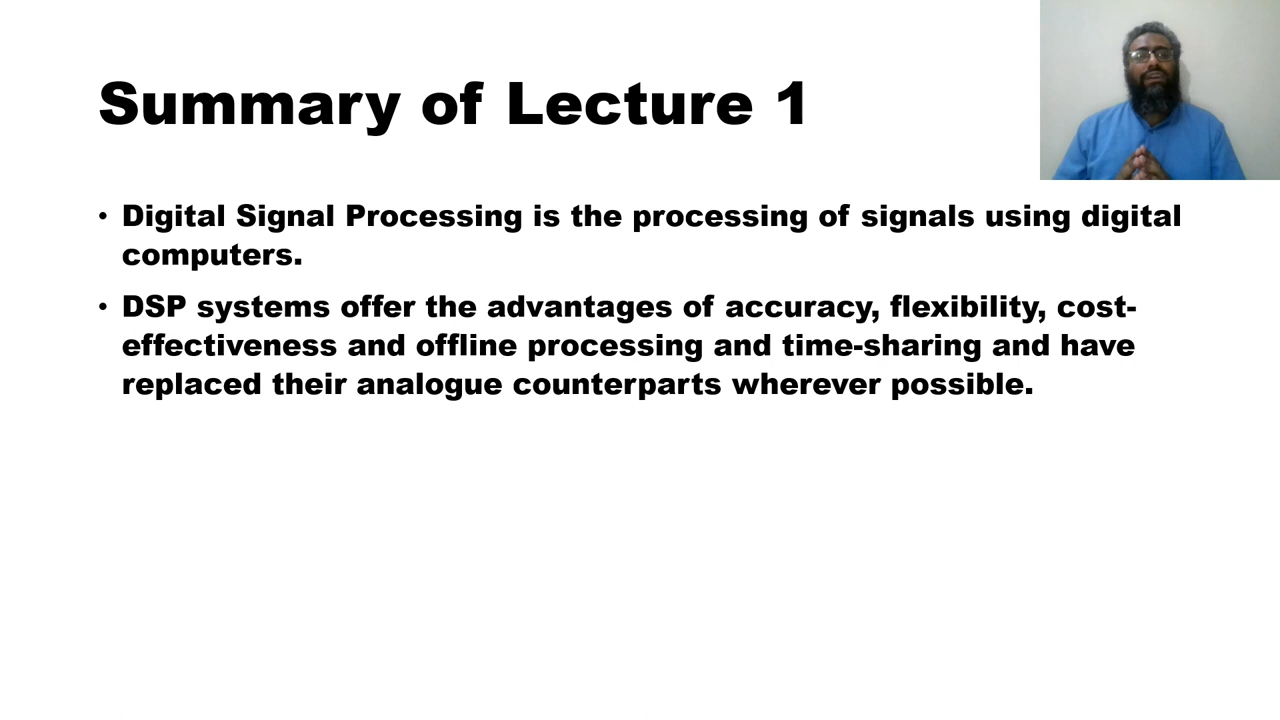 Summary of Lecture 1
• Digital Signal Processing is the processing of signals using digital
computers.
• DSP systems offer the advantages of accuracy, flexibility, cost-
effectiveness and offline processing and time-sharing and have
replaced their analogue counterparts wherever possible.